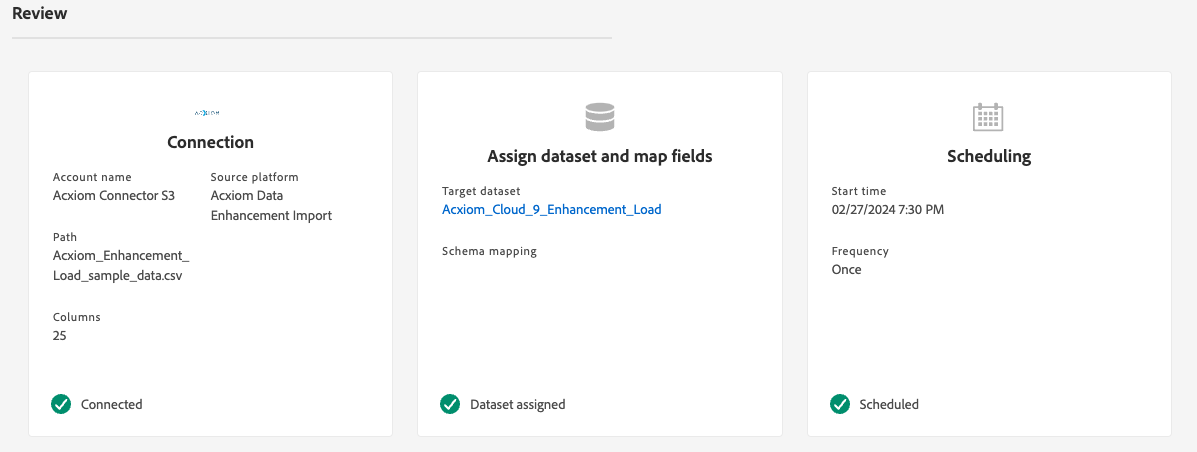 Review
ACXIOM
Connection
Account name
Acxiom Connector S3
Source platform
Acxiom Data
Enhancement Import
Path
Acxiom_Enhancement_
Load_sample_data.csv
Columns
25
Connected
Assign dataset and map fields
Target dataset
Acxiom_Cloud_9_Enhancement_Load
Schema mapping
Dataset assigned
Scheduling
Start time
02/27/2024 7:30 PM
Frequency
Once
Scheduled